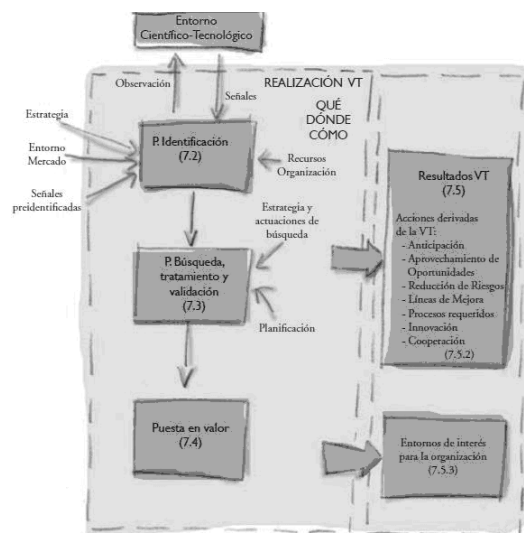 Entorno
Científico-Tecnológico
Observación
Señales
REALIZACIÓN VT
QUÉ
DÓNDE
CÓMO
Estrategia
Entorno
Mercado
Señales
preidentificadas
P. Identificación
(7.2)
Recursos
Organización
Estrategia y
actuaciones de
búsqueda
P. Búsqueda,
tratamiento y
validación
(7.3)
Planificación
Puesta en valor
(7.4)
Resultados VT
(7.5)
Acciones derivadas
de la VT:
- Anticipación
- Aprovechamiento de
Oportunidades
- Reducción de Riesgos
- Líneas de Mejora
- Procesos requeridos
- Innovación
- Cooperación
(7.5.2)
Entornos de interés
para la organización
(7.5.3)